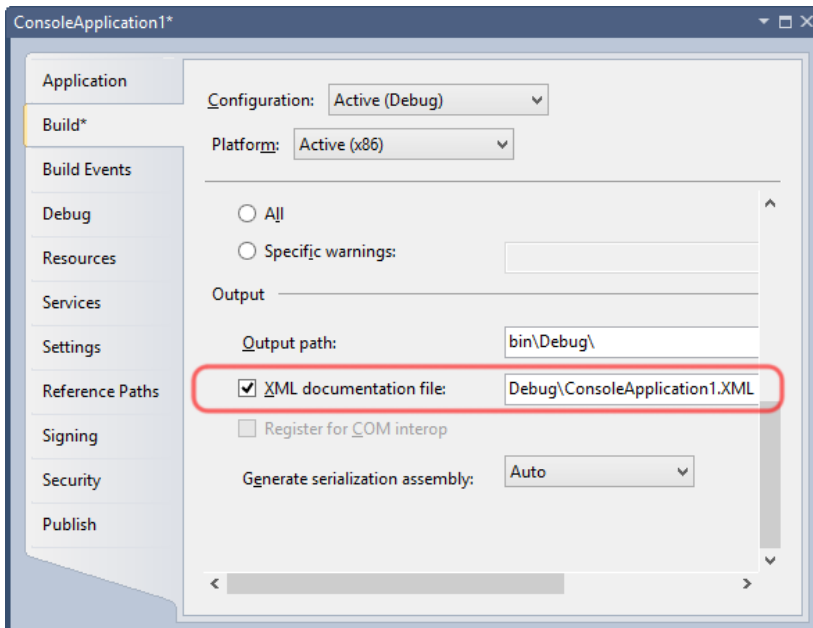 ConsoleApplication1*
Application
Build*
Build Events
Debug
Resources
Services
Settings
Reference Paths
Signing
Security
Publish
Configuration: Active (Debug)
Platform: Active (x86)
All
Specific warnings:
Output
Output path: bin\Debug\
XML documentation file: Debug\ConsoleApplication1.XML
Register for COM interop
Generate serialization assembly: Auto